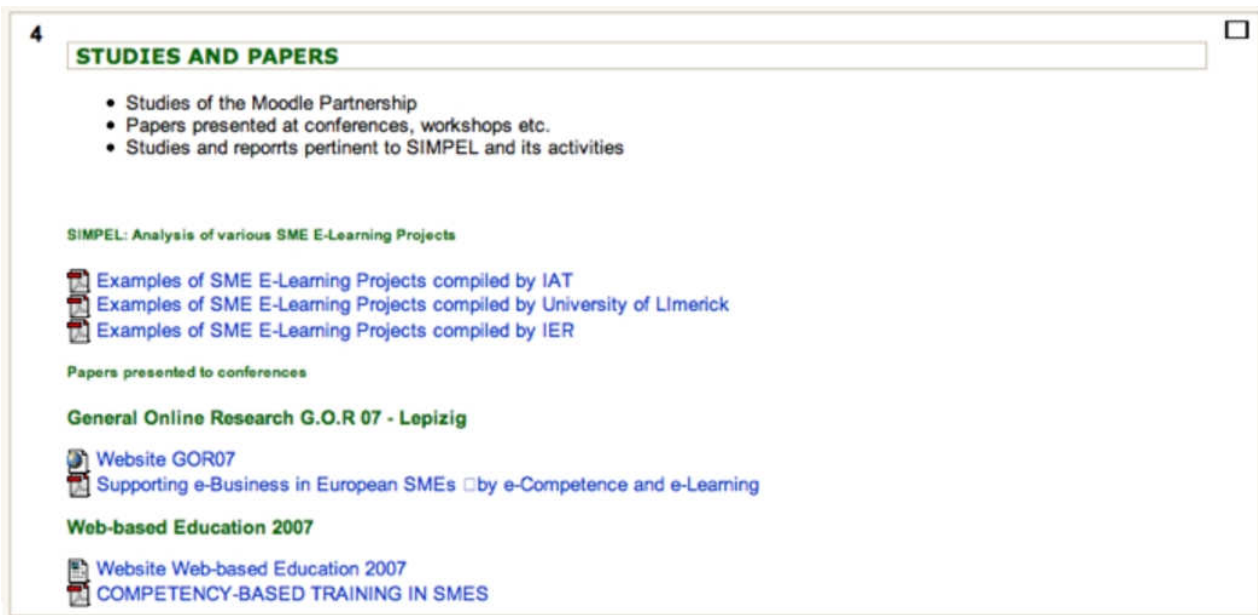 4
STUDIES AND PAPERS
• Studies of the Moodle Partnership
• Papers presented at conferences, workshops etc.
• Studies and reporrts pertinent to SIMPEL and its activities
SIMPEL: Analysis of various SME E-Learning Projects
Examples of SME E-Learning Projects compiled by IAT
Examples of SME E-Learning Projects compiled by University of LImerick
Examples of SME E-Learning Projects compiled by IER
Papers presented to conferences
General Online Research G.O.R 07 - Lepizig
Website GOR07
Supporting e-Business in European SMEs □by e-Competence and e-Learning
Web-based Education 2007
Website Web-based Education 2007
COMPETENCY-BASED TRAINING IN SMES